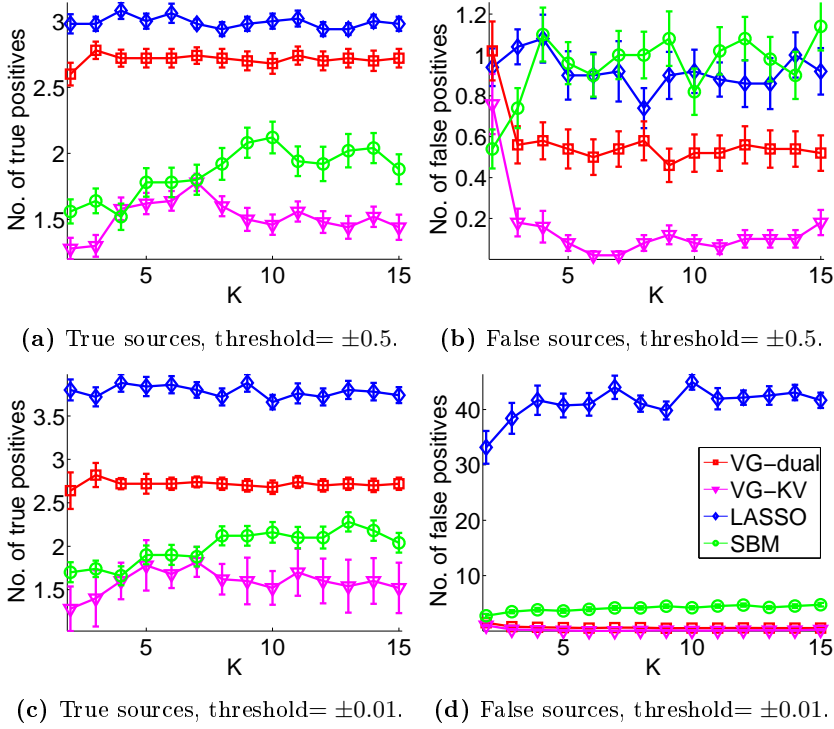 No. of true positives
3
2.5
2
1.5
5
10
15
K
(a) True sources, threshold= ±0.5.
No. of false positives
1.2
1
0.8
0.6
0.4
0.2
5
10
15
K
(b) False sources, threshold= ±0.5.
No. of true positives
3.5
3
2.5
2
1.5
5
10
15
K
(c) True sources, threshold= ±0.01.
No. of false positives
40
30
20
10
5
10
15
K
VG-dual
VG-KV
LASSO
SBM
(d) False sources, threshold= ±0.01.